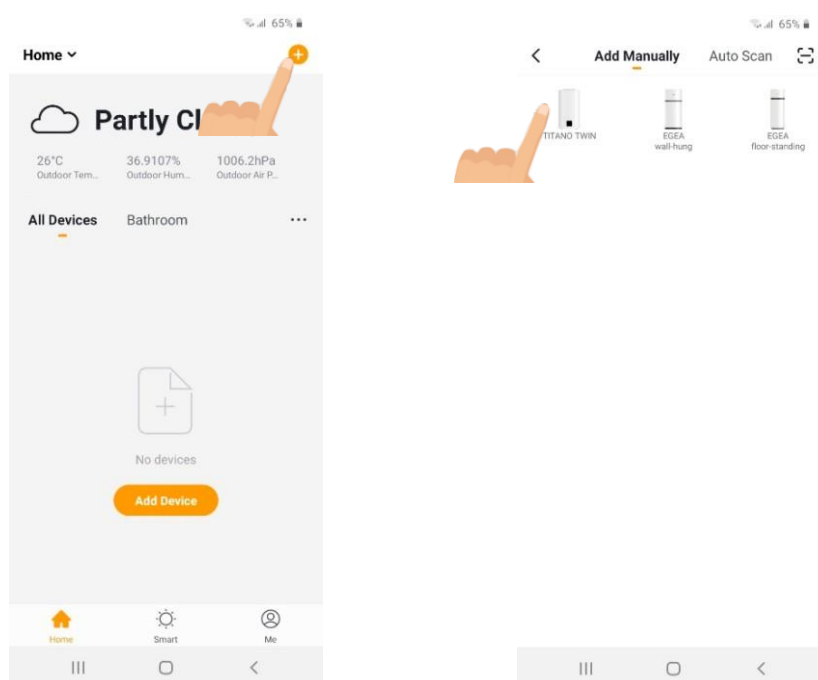 65%
Home
Partly Cl
26°C 36.9107% 1006.2hPa
Outdoor Tem... Outdoor Hum... Outdoor Air P...
All Devices Bathroom
No devices
Add Device
Home Smart Me
65%
Add Manually Auto Scan
TITANO TWIN EGEA EGEA
wall-hung floor-standing